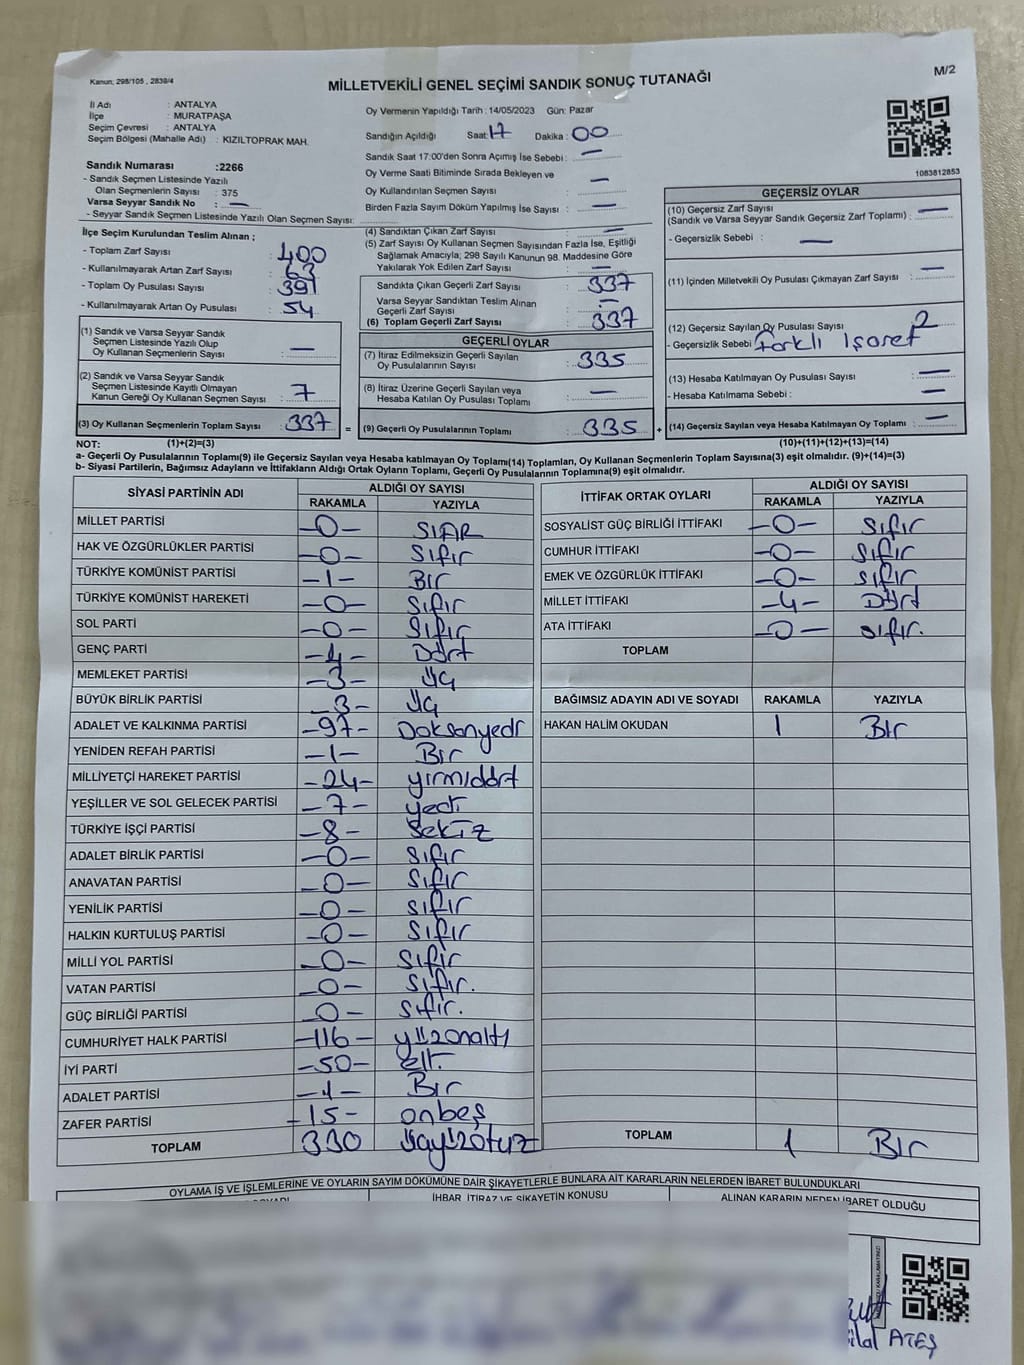 Kanun; 298/105 , 2839/4
MİLLETVEKİLİ GENEL SEÇİMİ SANDIK SONUÇ TUTANAĞI
M/2
İl Adı : ANTALYA
İlçe : MURATPAŞA
Seçim Çevresi : ANTALYA
Seçim Bölgesi (Mahalle Adı) : KIZILTOPRAK MAH.
Sandık Numarası :2266
- Sandık Seçmen Listesinde Yazılı
Olan Seçmenlerin Sayısı : 375
Varsa Seyyar Sandık No : —
- Seyyar Sandık Seçmen Listesinde Yazılı Olan Seçmen Sayısı:
Oy Vermenin Yapıldığı Tarih : 14/05/2023 Gün: Pazar
Sandığın Açıldığı Saat: 17 Dakika : 00
Sandık Saat 17:00'den Sonra Açımış İse Sebebi : —
Oy Verme Saati Bitiminde Sırada Bekleyen ve
Oy Kullandırılan Seçmen Sayısı : —
Birden Fazla Sayım Döküm Yapılmış İse Sayısı : —
1083812853
İlçe Seçim Kurulundan Teslim Alınan ;
- Toplam Zarf Sayısı : 400
- Kullanılmayarak Artan Zarf Sayısı : 63
- Toplam Oy Pusulası Sayısı : 391
- Kullanılmayarak Artan Oy Pusulası : 54
(1) Sandık ve Varsa Seyyar Sandık
Seçmen Listesinde Yazılı Olup
Oy Kullanan Seçmenlerin Sayısı : —
(2) Sandık ve Varsa Seyyar Sandık
Seçmen Listesinde Kayıtlı Olmayan
Kanun Gereği Oy Kullanan Seçmen Sayısı : 7
(3) Oy Kullanan Seçmenlerin Toplam Sayısı : 337
(4) Sandıktan Çıkan Zarf Sayısı : —
(5) Zarf Sayısı Oy Kullanan Seçmen Sayısından Fazla İse, Eşitliği
Sağlamak Amacıyla; 298 Sayılı Kanunun 98. Maddesine Göre
Yakılarak Yok Edilen Zarf Sayısı : —
Sandıkta Çıkan Geçerli Zarf Sayısı : 337
Varsa Seyyar Sandıktan Teslim Alınan
Geçerli Zarf Sayısı : —
(6) Toplam Geçerli Zarf Sayısı : 337
GEÇERLİ OYLAR
(7) İtiraz Edilmeksizin Geçerli Sayılan
Oy Pusulalarının Sayısı : 335
(8) İtiraz Üzerine Geçerli Sayılan veya
Hesaba Katılan Oy Pusulası Toplamı : —
= (9) Geçerli Oy Pusulalarının Toplamı : 335 +
GEÇERSİZ OYLAR
(10) Geçersiz Zarf Sayısı
(Sandık ve Varsa Seyyar Sandık Geçersiz Zarf Toplamı) : —
- Geçersizlik Sebebi : —
(11) İçinden Milletvekili Oy Pusulası Çıkmayan Zarf Sayısı : —
(12) Geçersiz Sayılan Oy Pusulası Sayısı : 2
- Geçersizlik Sebebi : farklı işaret
(13) Hesaba Katılmayan Oy Pusulası Sayısı : —
- Hesaba Katılmama Sebebi : —
(14) Geçersiz Sayılan veya Hesaba Katılmayan Oy Toplamı : —
NOT: (1)+(2)=(3) (10)+(11)+(12)+(13)=(14)
a- Geçerli Oy Pusulasının Toplamı(9) ile Geçersiz Sayılan veya Hesaba katılmayan Oy Toplamı(14) Toplamları, Oy Kullanan Seçmenlerin Toplam Sayısına(3) eşit olmalıdır. (9)+(14)=(3)
b- Siyasi Partilerin, Bağımsız Adayların ve İttifakların Aldığı Ortak Oyların Toplamı, Geçerli Oy Pusulalarının Toplamına(9) eşit olmalıdır.
SİYASİ PARTİNİN ADI ALDIĞI OY SAYISI
RAKAMLA YAZIYLA
MİLLET PARTİSİ -0- SIFIR
HAK VE ÖZGÜRLÜKLER PARTİSİ -0- Sıfır
TÜRKİYE KOMÜNİST PARTİSİ -1- Bir
TÜRKİYE KOMÜNİST HAREKETİ -0- Sıfır
SOL PARTİ -0- Sıfır
GENÇ PARTİ -4- Dört
MEMLEKET PARTİSİ -3- Üç
BÜYÜK BİRLİK PARTİSİ -3- Üç
ADALET VE KALKINMA PARTİSİ -97- Doksanyedi
YENİDEN REFAH PARTİSİ -1- Bir
MİLLİYETÇİ HAREKET PARTİSİ -24- yirmidört
YEŞİLLER VE SOL GELECEK PARTİSİ -7- yedi
TÜRKİYE İŞÇİ PARTİSİ -8- Sekiz
ADALET BİRLİK PARTİSİ -0- Sıfır
ANAVATAN PARTİSİ -0- Sıfır
YENİLİK PARTİSİ -0- Sıfır
HALKIN KURTULUŞ PARTİSİ -0- Sıfır
MİLLİ YOL PARTİSİ -0- Sıfır
VATAN PARTİSİ -0- Sıfır.
GÜÇ BİRLİĞİ PARTİSİ -0- Sıfır.
CUMHURİYET HALK PARTİSİ -116- yüzonaltı
İYİ PARTİ -50- elli.
ADALET PARTİSİ -1- Bir
ZAFER PARTİSİ -15- onbeş
TOPLAM 330 üçyüzotuz
İTTİFAK ORTAK OYLARI ALDIĞI OY SAYISI
RAKAMLA YAZIYLA
SOSYALİST GÜÇ BİRLİĞİ İTTİFAKI -0- Sıfır
CUMHUR İTTİFAKI -0- Sıfır
EMEK VE ÖZGÜRLÜK İTTİFAKI -0- Sıfır
MİLLET İTTİFAKI -4- Dört
ATA İTTİFAKI -0- sıfır.
TOPLAM
BAĞIMSIZ ADAYIN ADI VE SOYADI RAKAMLA YAZIYLA
HAKAN HALİM OKUDAN 1 Bir
TOPLAM 1 Bir
OYLAMA İŞ VE İŞLEMLERİNE VE OYLARIN SAYIM DÖKÜMÜNE DAİR ŞİKAYETLERLE BUNLARA AİT KARARLARIN NELERDEN İBARET BULUNDUKLARI
İHBAR, İTİRAZ VE ŞİKAYETİN KONUSU ALINAN KARARIN NEDEN İBARET OLDUĞU
ATEŞ